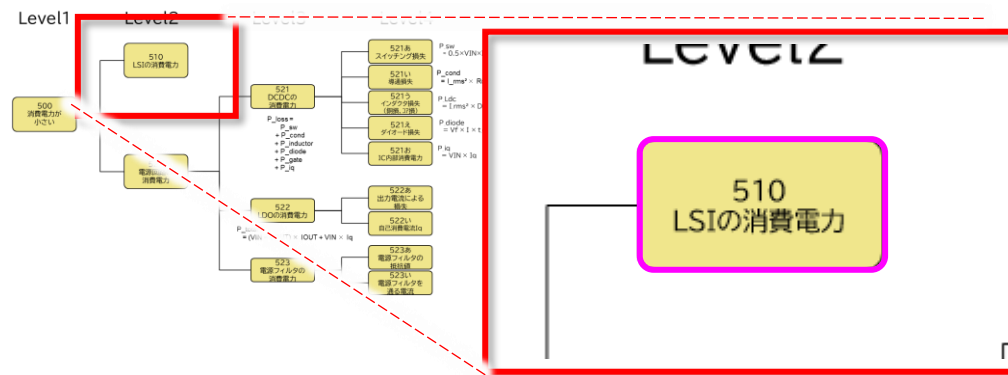 Level1
Level2
500
消費電力が
小さい
510
LSIの消費電力
消費電力
521
DCDCの
消費電力
P_loss =
P_sw
+ P_cond
+ P_inductor
+ P_diode
+ P_gate
+ P_iq
522
LDOの消費電力
× IOUT + VIN × Iq
523
電源フィルタの
消費電力
521あ
スイッチング損失
P_sw
521い
導通損失
P_cond
521う
インダクタ損失
521え
ダイオード損失
P_diode
= Vf × I × t
521お
IC内部消費電力
P_iq
= VIN × Iq
522あ
出力電流による
損失
522い
自己消費電流Iq
523あ
電源フィルタの
抵抗値
523い
電源フィルタを
通る電流
Level2
510
LSIの消費電力